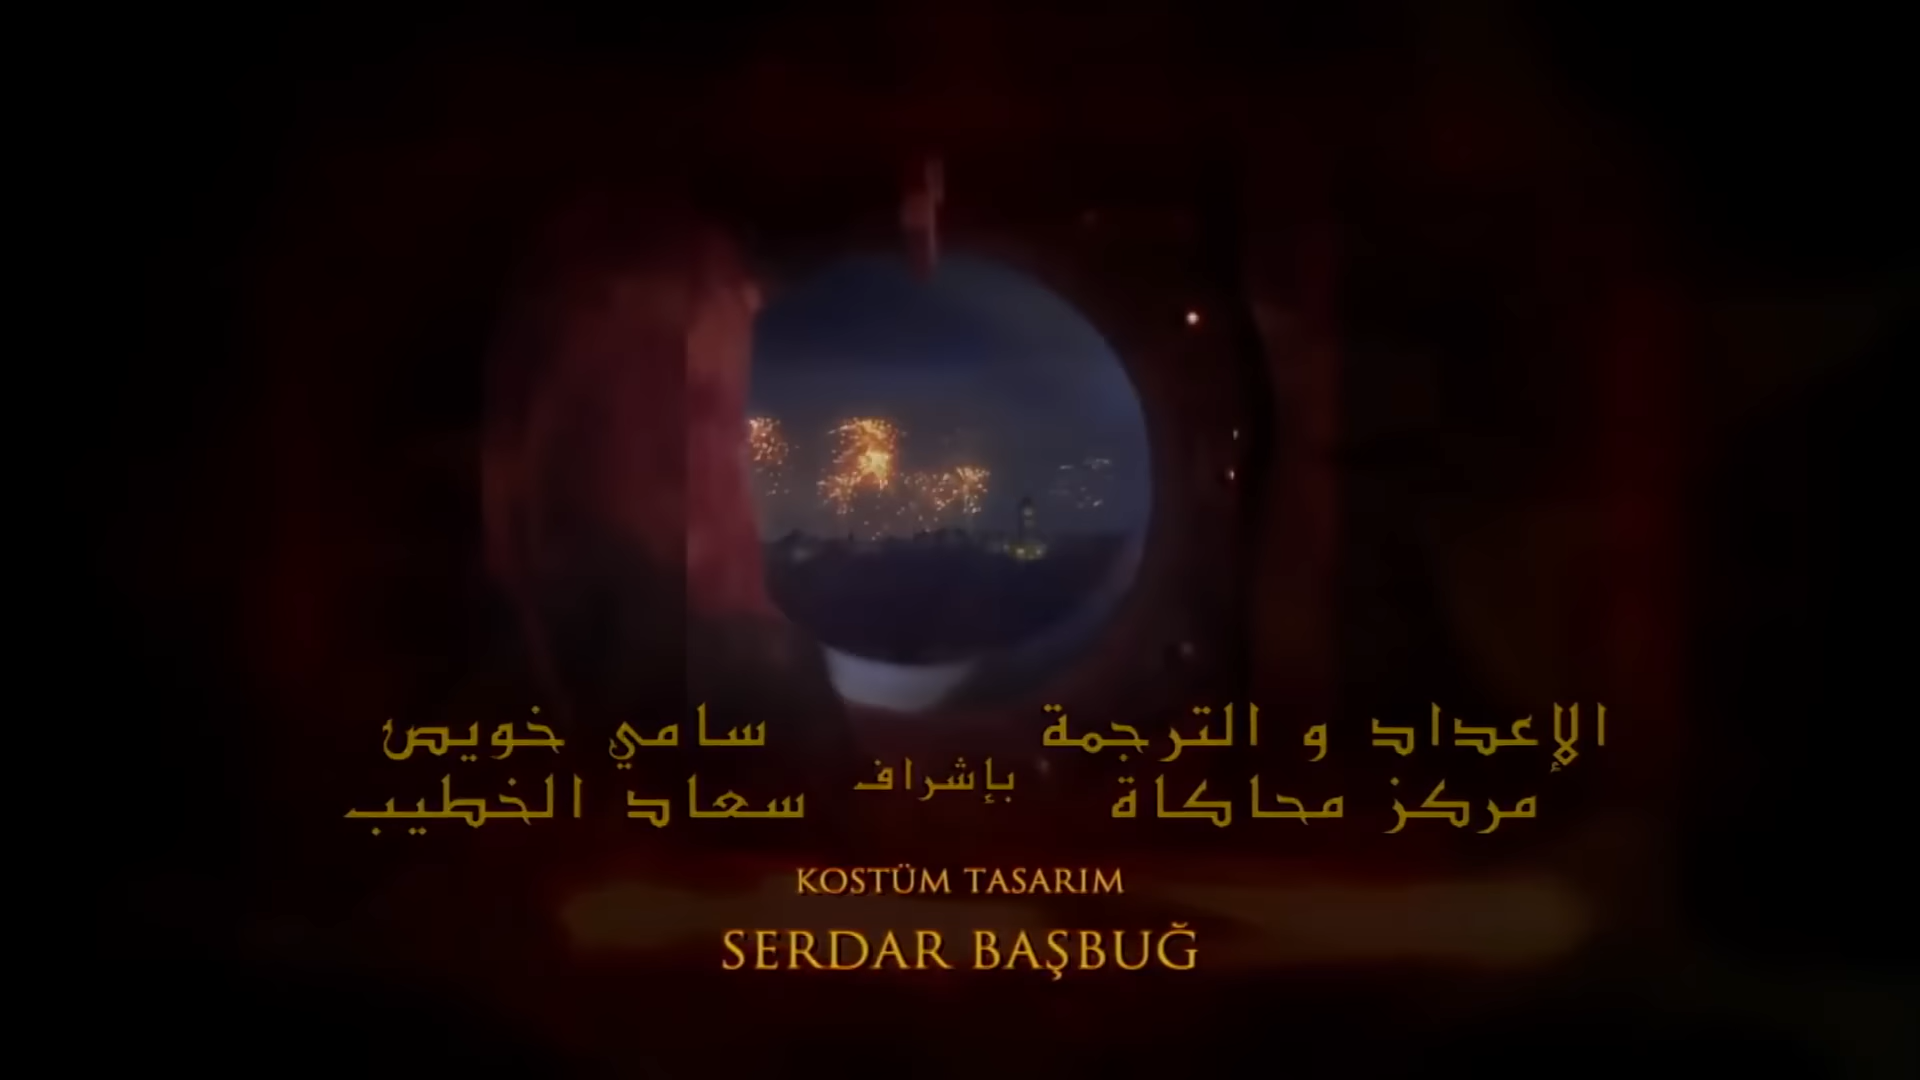 الإعداد و الترجمة
مركز محاكاة
بإشراف
سامي خويص
سعاد الخطيب
KOSTÜM TASARIM
SERDAR BAŞBUĞ